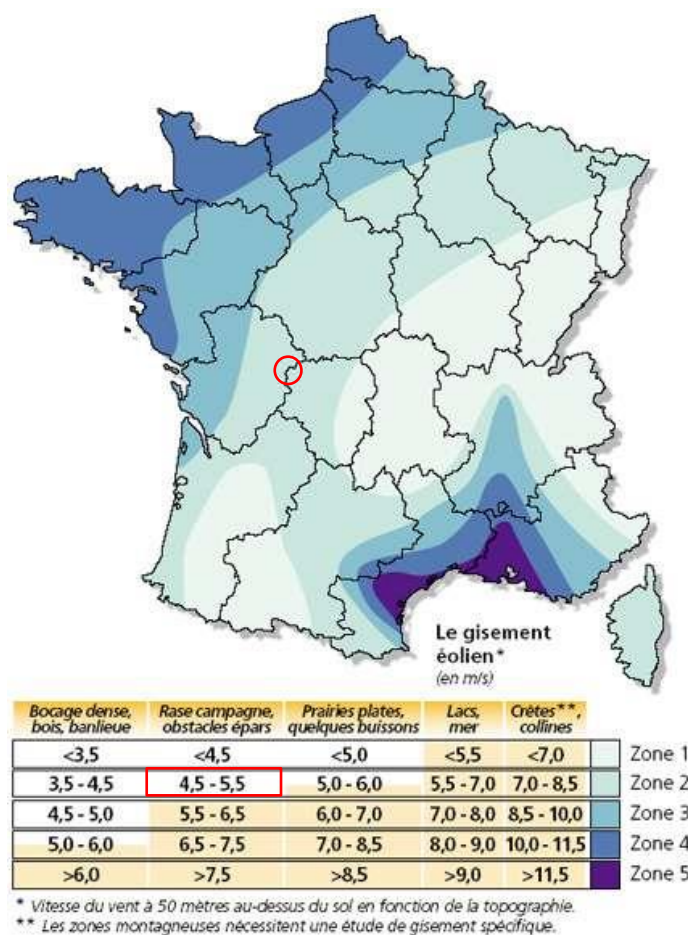 Le gisement
éolien*
(en m/s)
Bocage dense, bois, banlieue Rase campagne, obstacles épars Prairies plates, quelques buissons Lacs, mer Crètes**, collines
<3,5 <4,5 <5,0 <5,5 <7,0 Zone 1
3,5 - 4,5 4,5 - 5,5 5,0 - 6,0 5,5 - 7,0 7,0 - 8,5 Zone 2
4,5 - 5,0 5,5 - 6,5 6,0 - 7,0 7,0 - 8,0 8,5 - 10,0 Zone 3
5,0 - 6,0 6,5 - 7,5 7,0 - 8,5 8,0 - 9,0 10,0 - 11,5 Zone 4
>6,0 >7,5 >8,5 >9,0 >11,5 Zone 5
* Vitesse du vent à 50 mètres au-dessus du sol en fonction de la topographie.
** Les zones montagneuses nécessitent une étude de gisement spécifique.